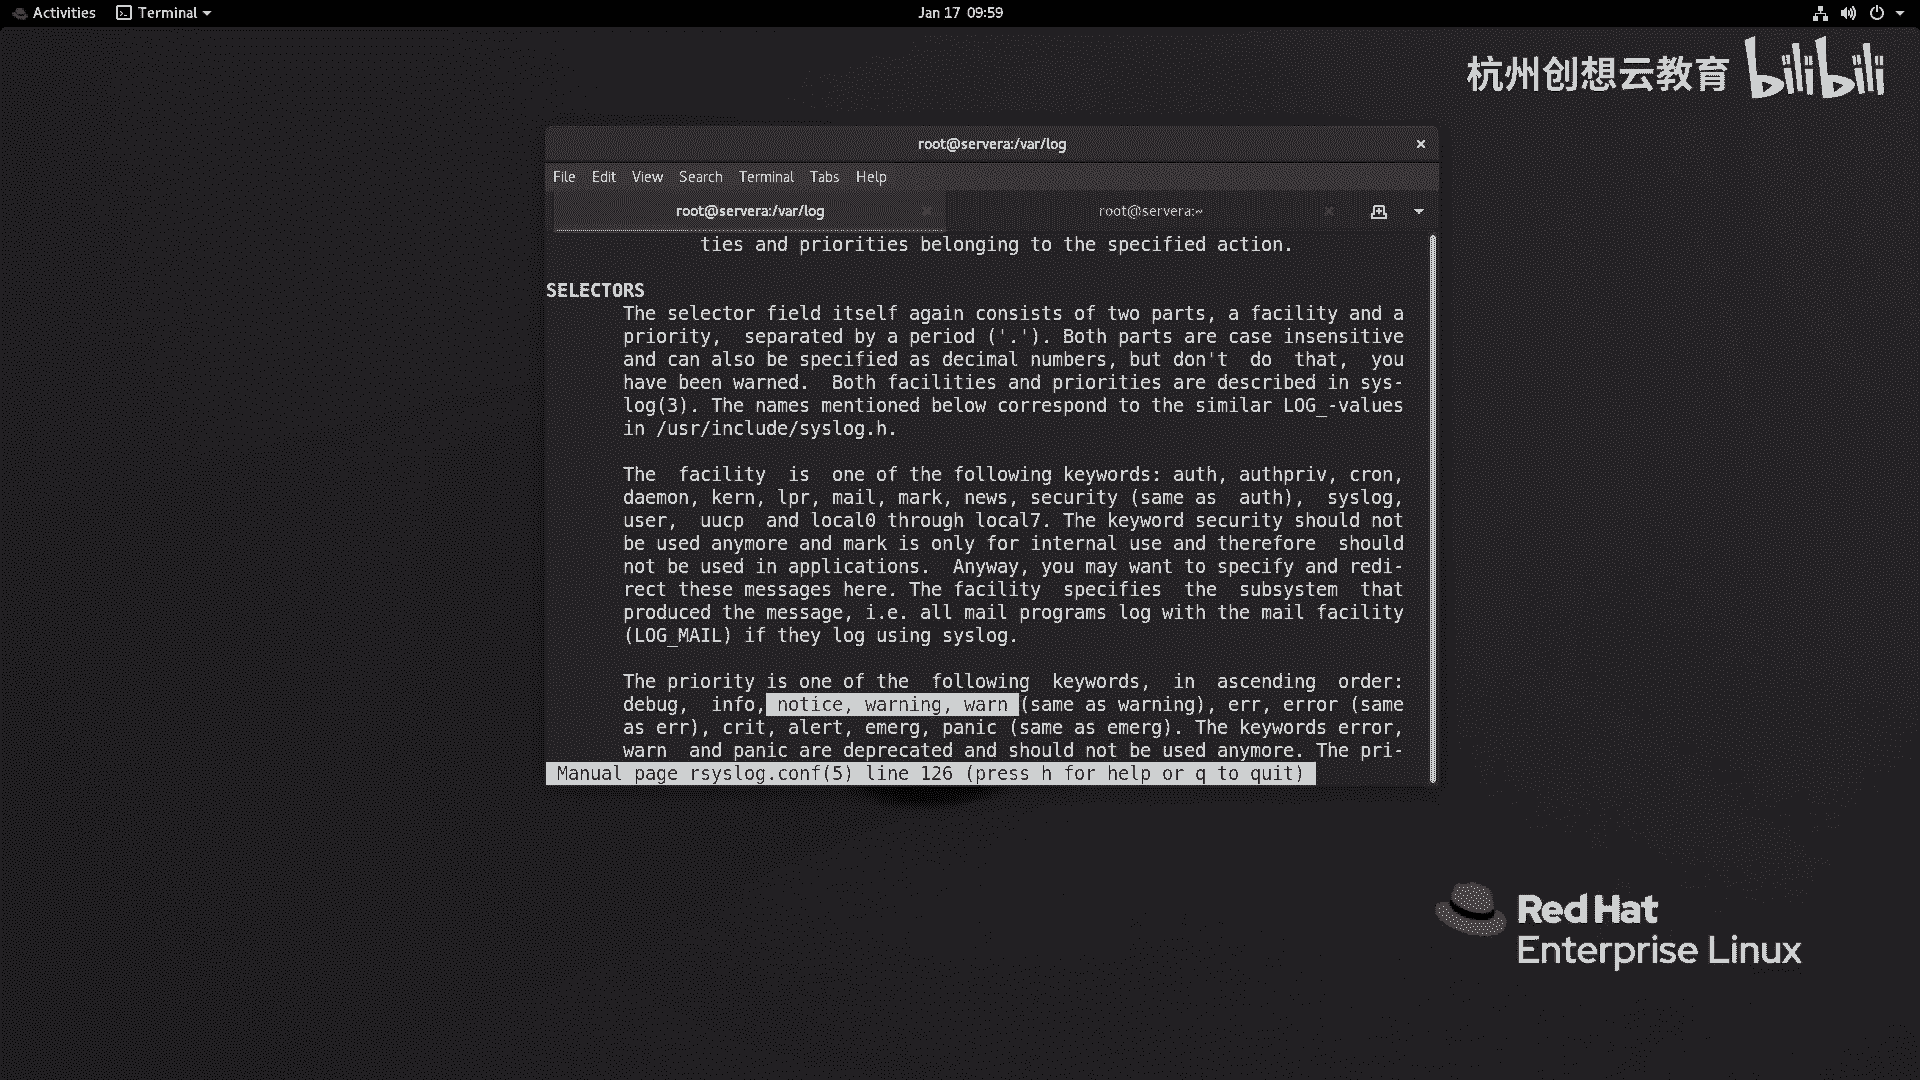 Activities
Terminal
Jan 17 09:59
杭州创想云教育 bilibili
root@servera:/var/log
File Edit View Search Terminal Tabs Help
root@servera:/var/log
root@servera:~
ties and priorities belonging to the specified action.
SELECTORS
The selector field itself again consists of two parts, a facility and a
priority,  separated by a period ('.'). Both parts are case insensitive
and can also be specified as decimal numbers, but don't  do  that,  you
have been warned.  Both facilities and priorities are described in sys-
log(3). The names mentioned below correspond to the similar LOG_-values
in /usr/include/syslog.h.
The  facility  is  one of the following keywords: auth, authpriv, cron,
daemon, kern, lpr, mail, mark, news, security (same as  auth),  syslog,
user,  uucp  and local0 through local7. The keyword security should not
be used anymore and mark is only for internal use and therefore  should
not be used in applications.  Anyway, you may want to specify and redi-
rect these messages here. The facility  specifies  the  subsystem  that
produced the message, i.e. all mail programs log with the mail facility
(LOG_MAIL) if they log using syslog.
The priority is one of the  following  keywords,  in  ascending  order:
debug,  info, notice, warning, warn (same as warning), err, error (same
as err), crit, alert, emerg, panic (same as emerg). The keywords error,
warn  and panic are deprecated and should not be used anymore. The pri-
Manual page rsyslog.conf(5) line 126 (press h for help or q to quit)
Red Hat
Enterprise Linux